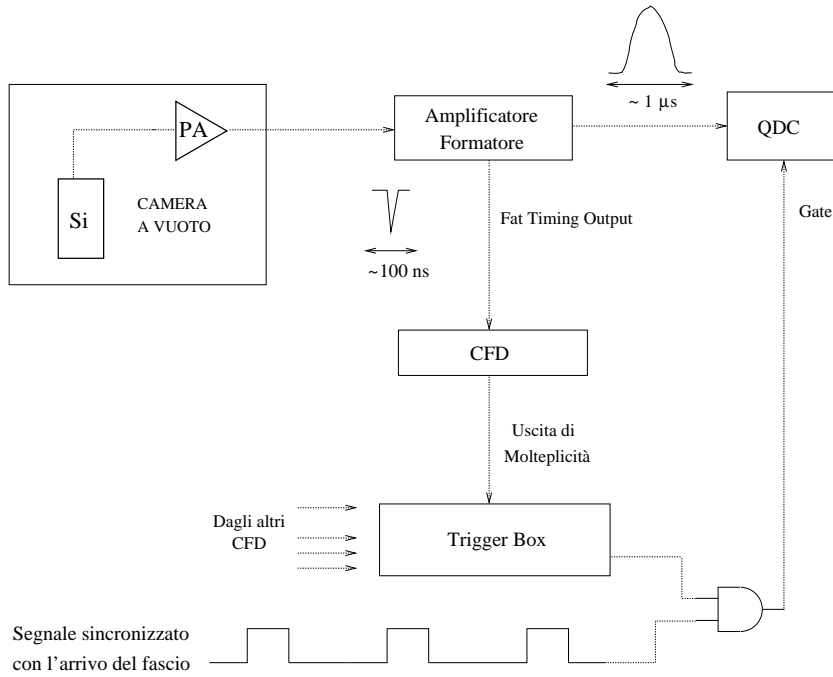 ~ 1 μs
PA
Amplificatore
Formatore
QDC
Si
CAMERA
A VUOTO
Fat Timing Output
Gate
~100 ns
CFD
Uscita di
Molteplicità
Dagli altri
CFD
Trigger Box
Segnale sincronizzato
con l'arrivo del fascio